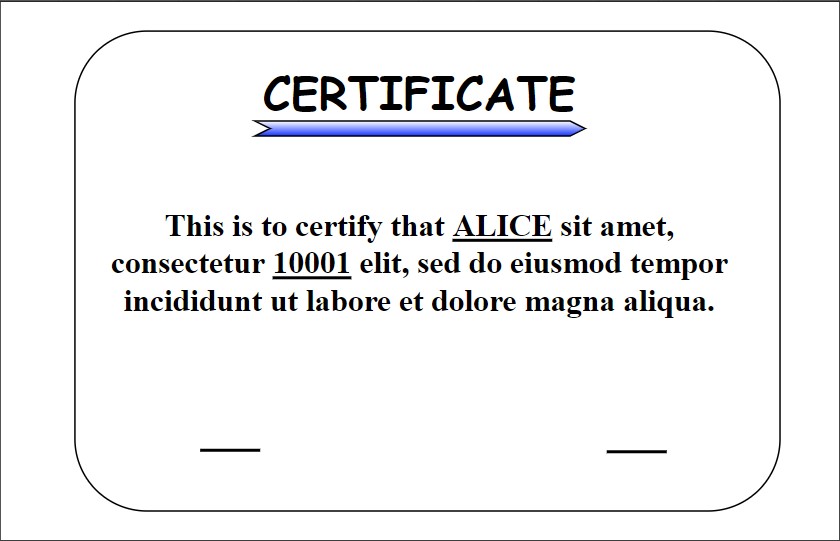 CERTIFICATE
This is to certify that ALICE sit amet,
consectetur 10001 elit, sed do eiusmod tempor
incididunt ut labore et dolore magna aliqua.